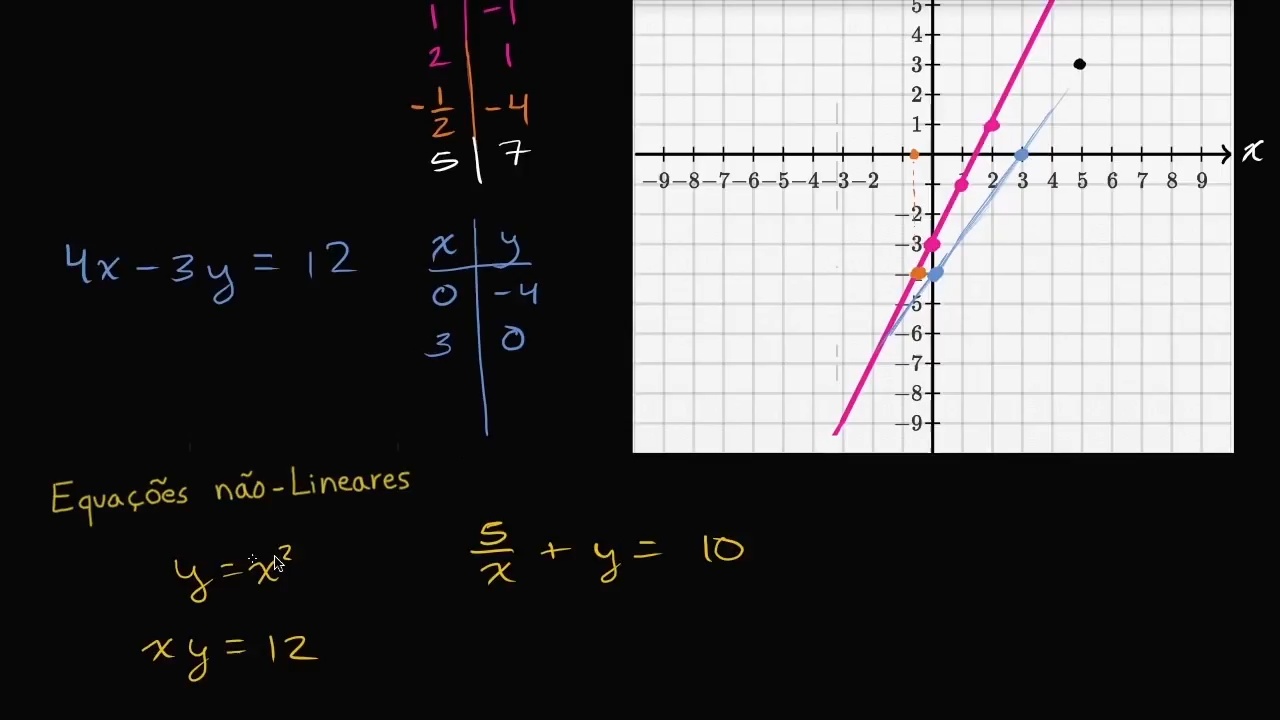 1 | -1
2 | 1
-1/2 | -4
5 | 7
4x - 3y = 12
x | y
0 | -4
3 | 0
5
4
3
2
1
x
-9 -8 -7 -6 -5 -4 -3 -2 2 3 4 5 6 7 8 9
-2
-3
-4
-5
-6
-7
-8
-9
Equações não-Lineares
y = x²
5/x + y = 10
xy = 12